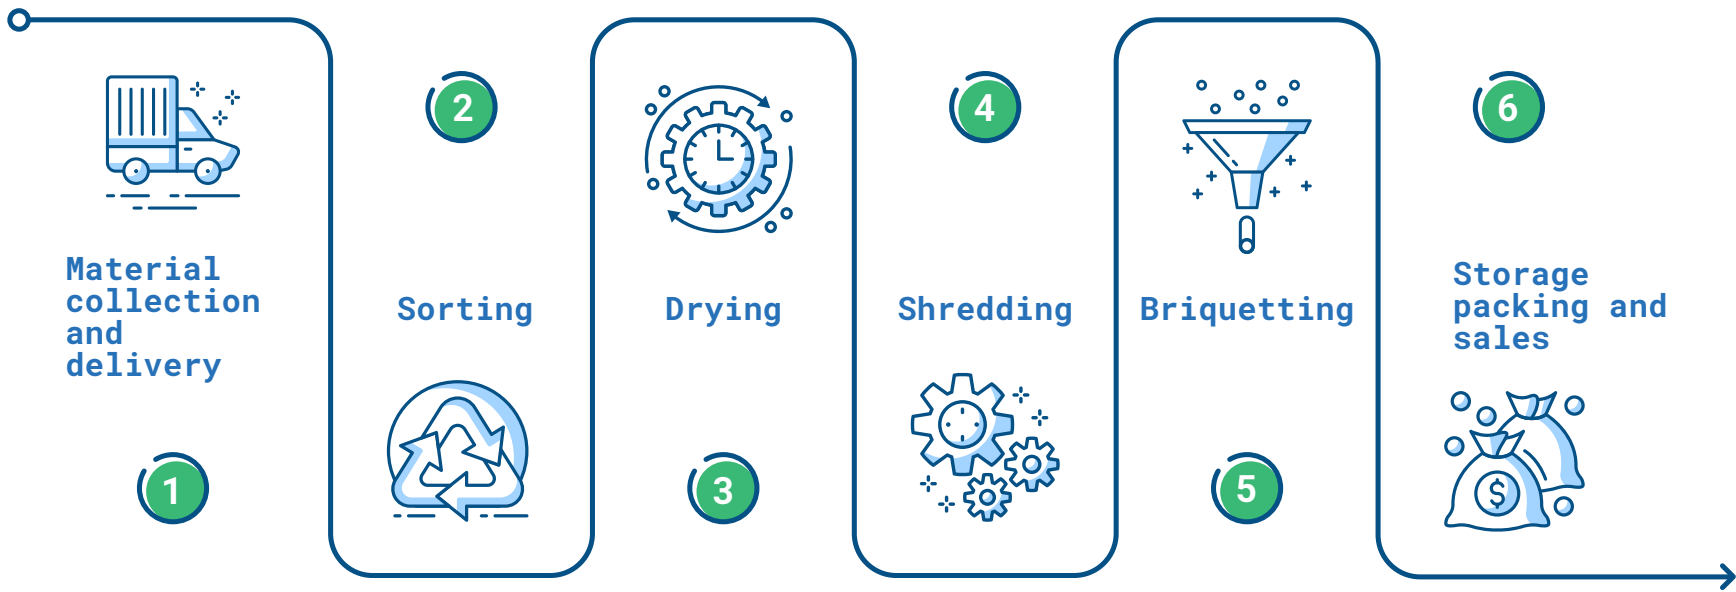 Material
collection
and
delivery
1
2
Sorting
Drying
3
4
Shredding
Briquetting
5
6
Storage
packing and
sales
$